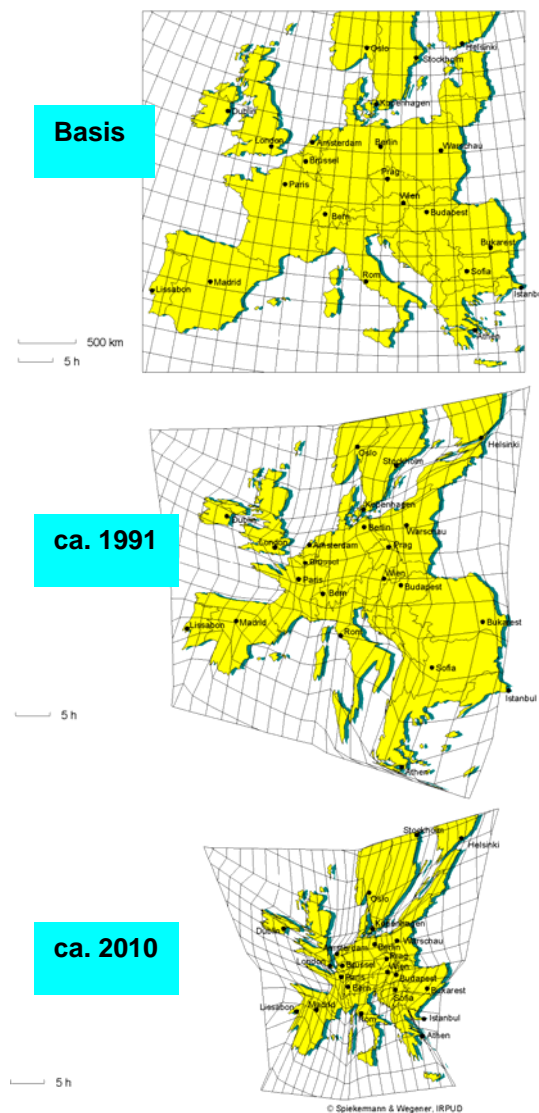 Helsinki
Oslo
Stockholm
Kopenhagen
Dublin
Basis
London
Amsterdam
Berlin
Warschau
Brüssel
Prag
Paris
Wien
Bern
Budapest
Bukarest
Rom
Sofia
Lissabon
Madrid
Istanbu
Athen
500 km
5 h
Helsinki
Oslo
Stockholm
Kopenhagen
Dublin
Berlin
Warschau
ca. 1991
London
Amsterdam
Prag
Brüssel
Paris
Wien
Budapest
Bern
Lissabon
Madrid
Rom
Bukarest
Sofia
Istanbul
5 h
Athen
Stockholm
Helsinki
Oslo
Dublin
Kopenhagen
Warschau
Berlin
ca. 2010
Amsterdam
Prag
London
Brüssel
Wien
Paris
Budapest
Bern
Sofia
Bukarest
Lissabon
Madrid
Rom
Istanbul
Athen
5 h
© Spiekermann & Wegener, IRPUD